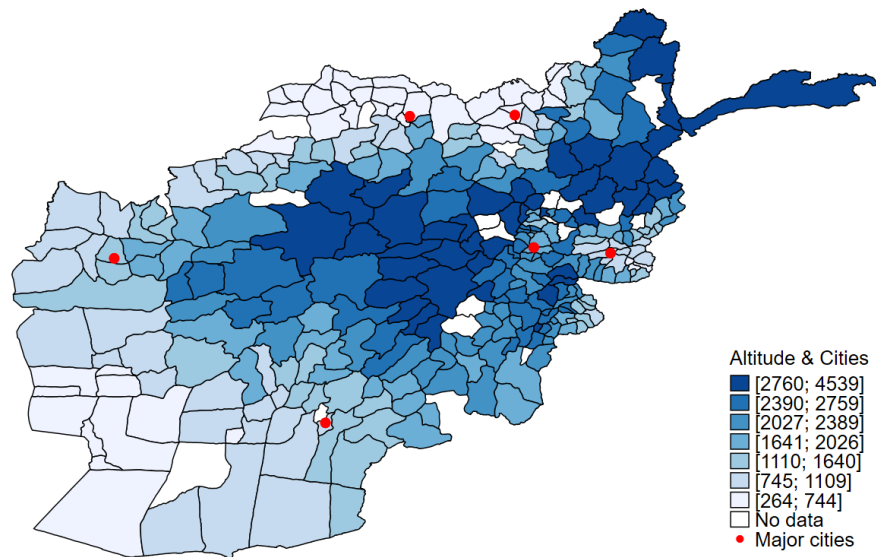 Altitude & Cities
[2760; 4539]
[2390; 2759]
[2027; 2389]
[1641; 2026]
[1110; 1640]
[745; 1109]
[264; 744]
No data
Major cities